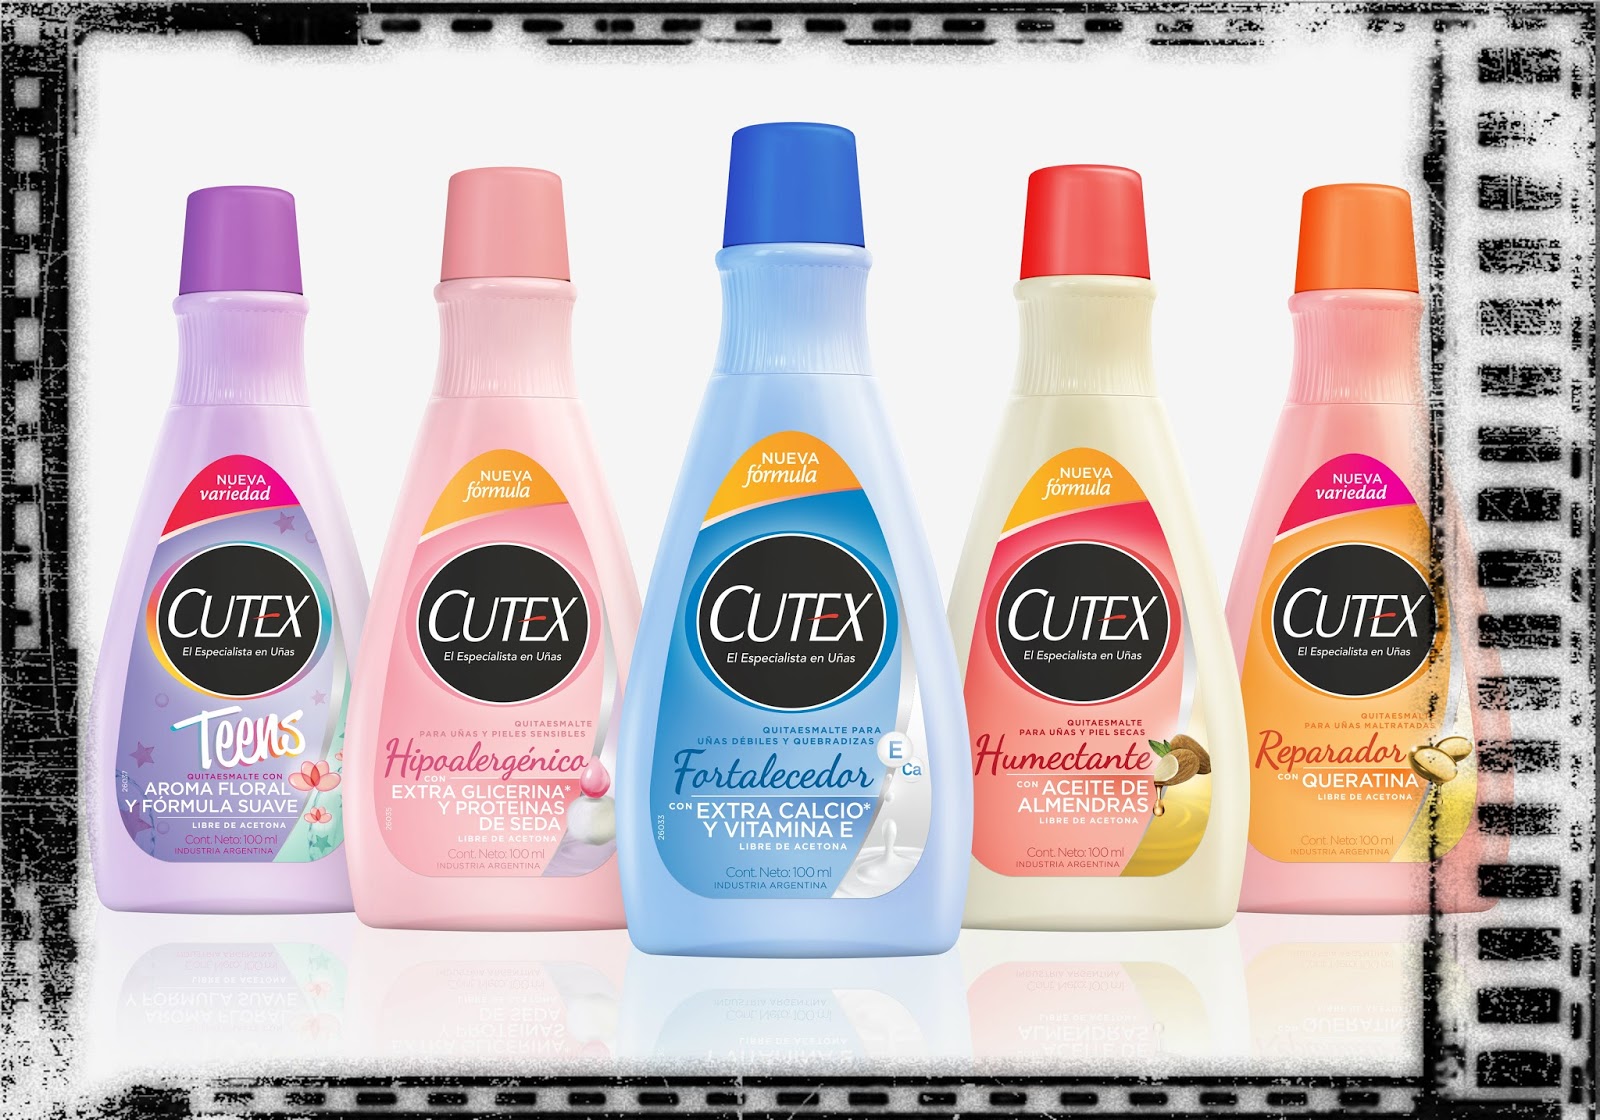 NUEVA
variedad
CUTEX
El Especialista en Uñas
Teens
QUITAESMALTE CON
AROMA FLORAL
Y FÓRMULA SUAVE
LIBRE DE ACETONA
Cont. Neto: 100 ml
INDUSTRIA ARGENTINA
26037
NUEVA
fórmula
CUTEX
El Especialista en Uñas
QUITAESMALTE
PARA UÑAS Y PIELES SENSIBLES
Hipoalergénico
CON
EXTRA GLICERINA*
Y PROTEINAS
DE SEDA
LIBRE DE ACETONA
Cont. Neto: 100 ml
INDUSTRIA ARGENTINA
26035
NUEVA
fórmula
CUTEX
El Especialista en Uñas
QUITAESMALTE PARA
UÑAS DÉBILES Y QUEBRADIZAS
Fortalecedor
E
Ca
CON EXTRA CALCIO*
Y VITAMINA E
LIBRE DE ACETONA
Cont. Neto: 100 ml
INDUSTRIA ARGENTINA
26033
NUEVA
fórmula
CUTEX
El Especialista en Uñas
QUITAESMALTE
PARA UÑAS Y PIEL SECAS
Humectante
CON ACEITE DE
ALMENDRAS
LIBRE DE ACETONA
Cont. Neto: 100 ml
INDUSTRIA ARGENTINA
NUEVA
variedad
CUTEX
El Especialista en Uñas
QUITAESMALTE
PARA UÑAS MALTRATADAS
Reparador
CON QUERATINA
LIBRE DE ACETONA
Cont. Neto: 100 ml
INDUSTRIA ARGENTINA